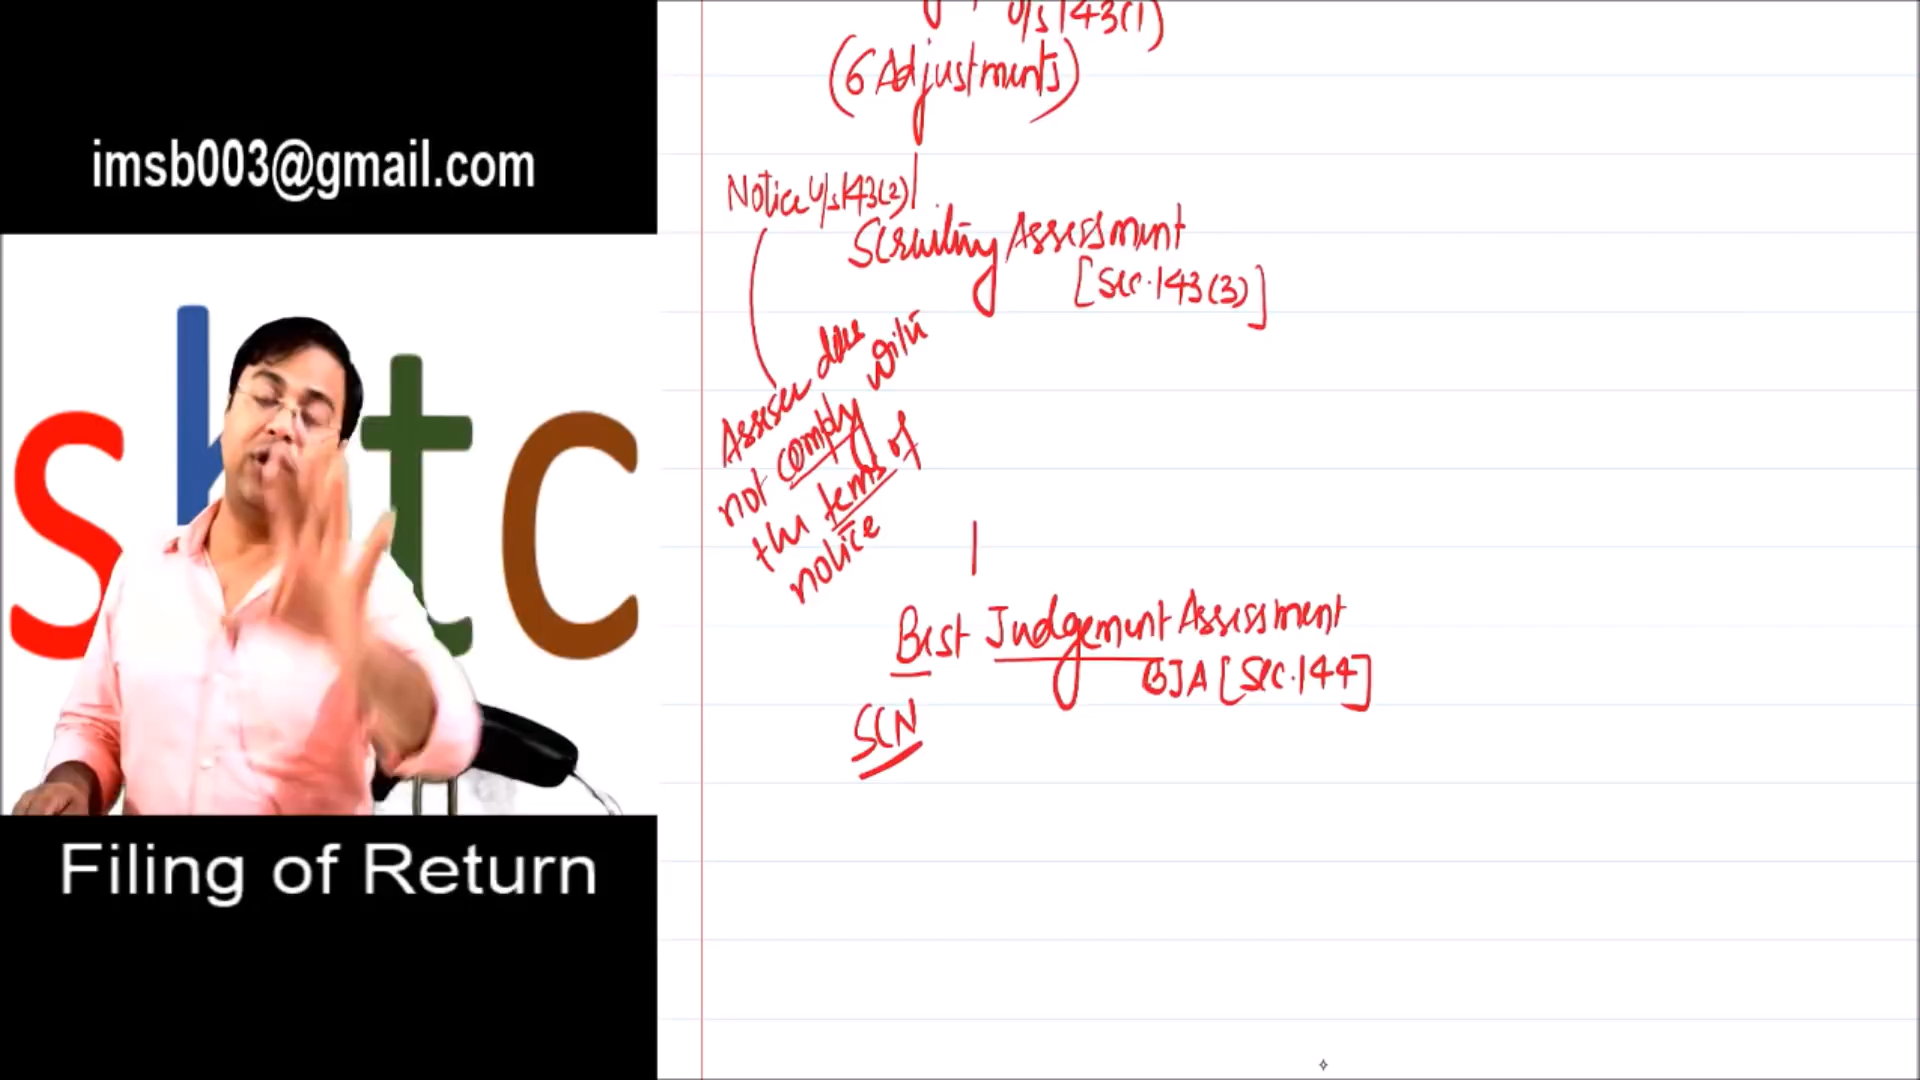 imsb003@gmail.com
shtc
Filing of Return
u/s 143(1)
(6 Adjustments)
Notice u/s 143(2)
Scrutiny Assessment
[Sec. 143(3)]
Assessee does
not comply with
the terms of
notice
Best Judgement Assessment
BJA [Sec. 144]
SCN